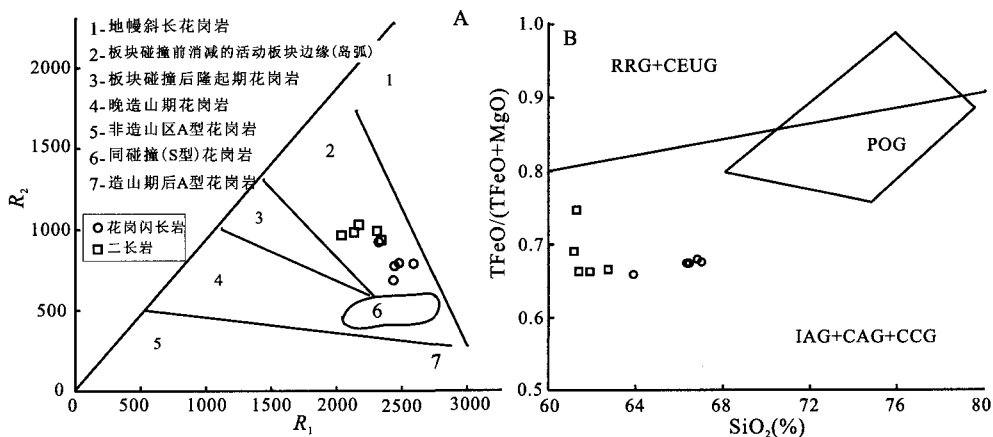 A
1-地幔斜长花岗岩
2-板块碰撞前消减的活动板块边缘(岛弧)
3-板块碰撞后隆起期花岗岩
4-晚造山期花岗岩
5-非造山区A型花岗岩
6-同碰撞(S型)花岗岩
7-造山期后A型花岗岩
花岗闪长岩
二长岩
1
2
3
4
5
6
7
R₂
2000
1500
1000
500
0
0 500 1000 1500 2000 2500 3000
R₁
B
RRG+CEUG
POG
IAG+CAG+CCG
TFeO/(TFeO+MgO)
1.0
0.9
0.8
0.7
0.6
0.5
60 64 68 72 76 80
SiO₂(%)